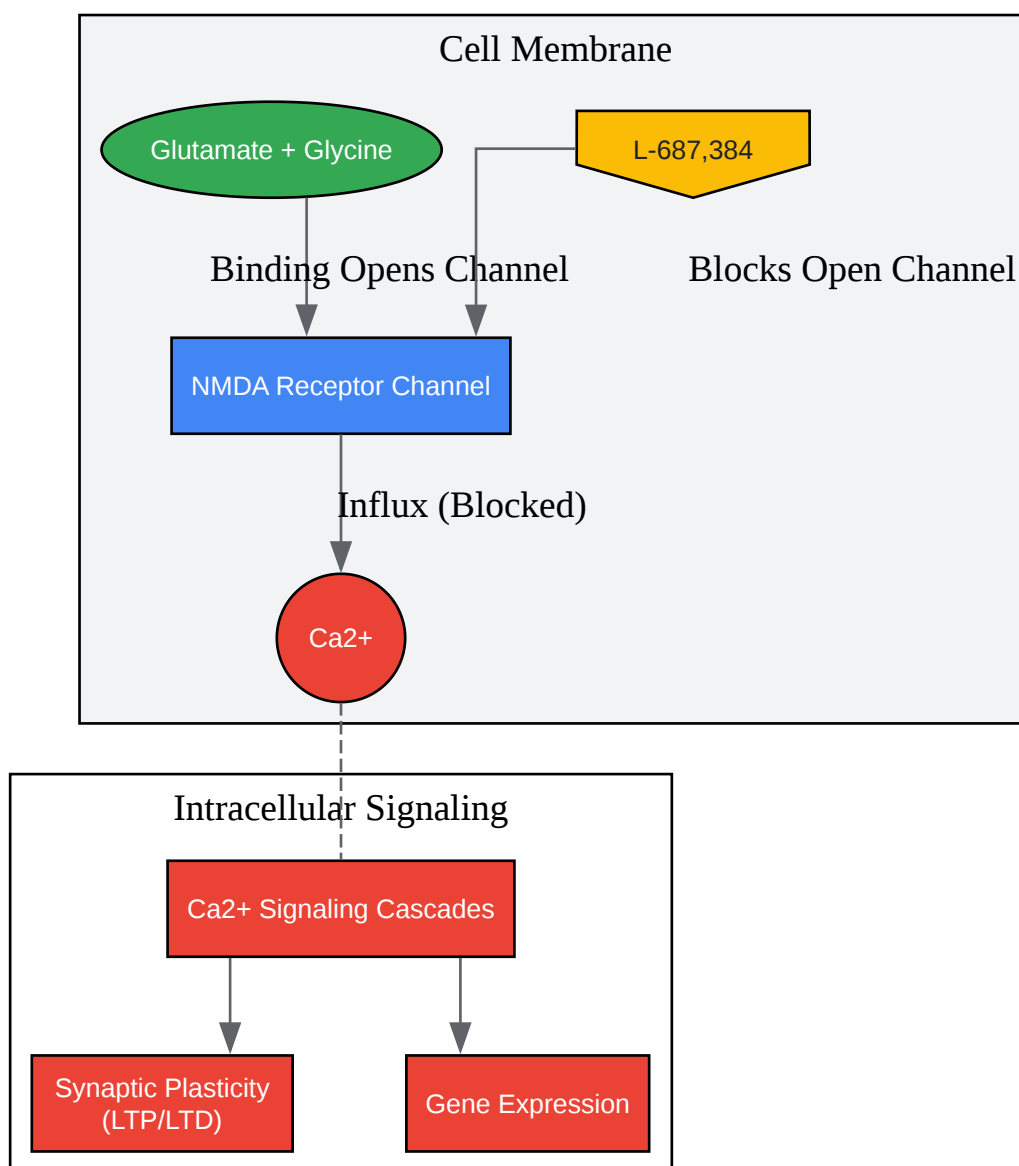 Cell Membrane
Glutamate + Glycine
L-687,384
Binding Opens Channel
Blocks Open Channel
NMDA Receptor Channel
Influx (Blocked)
Ca2+
Intracellular Signaling
Ca2+ Signaling Cascades
Synaptic Plasticity
(LTP/LTD)
Gene Expression